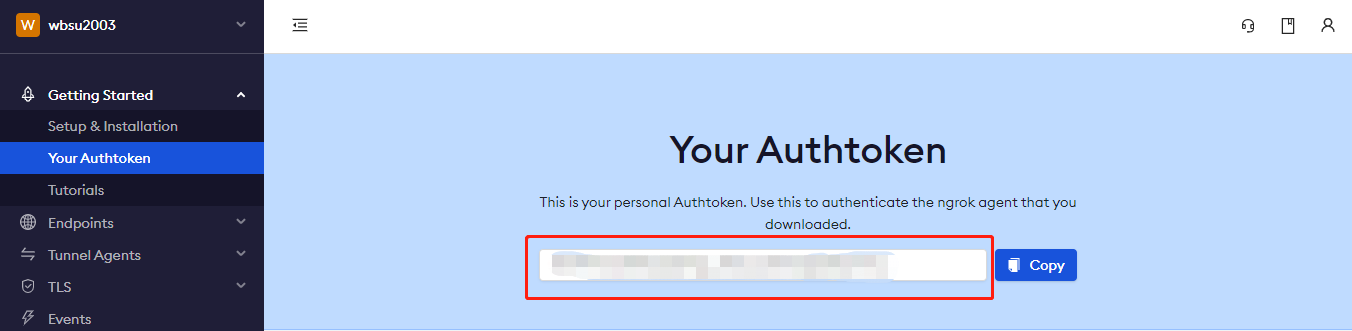 W wbsu2003
Getting Started
Setup & Installation
Your Authtoken
Tutorials
Endpoints
Tunnel Agents
TLS
Events
Your Authtoken
This is your personal Authtoken. Use this to authenticate the ngrok agent that you
downloaded.
Copy